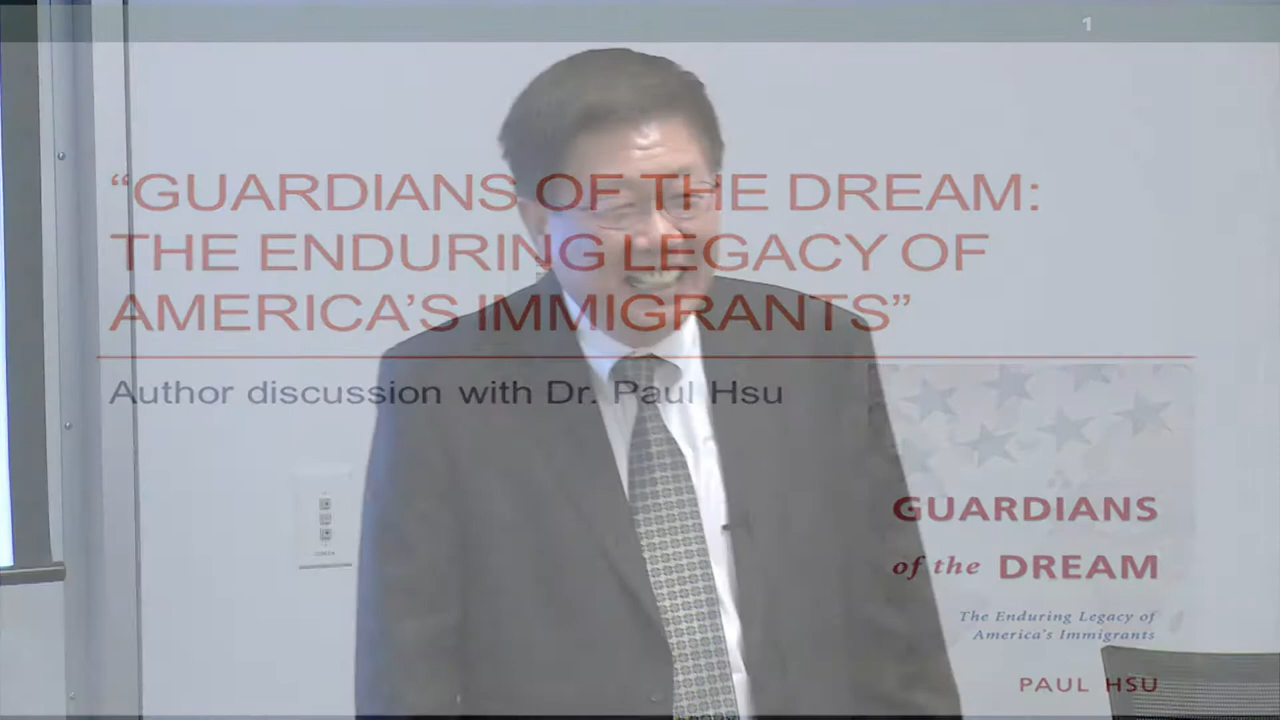 1
“GUARDIANS OF THE DREAM:
THE ENDURING LEGACY OF
AMERICA’S IMMIGRANTS”
Author discussion with Dr. Paul Hsu
GUARDIANS
of the DREAM
The Enduring Legacy of
America's Immigrants
PAUL HSU